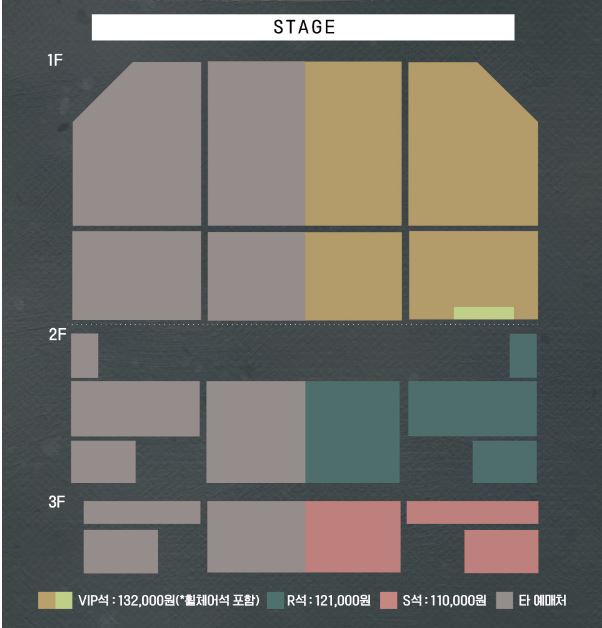 STAGE
1F
2F
3F
VIP석 : 132,000원(*휠체어석 포함) R석 : 121,000원 S석 : 110,000원 타 예매처